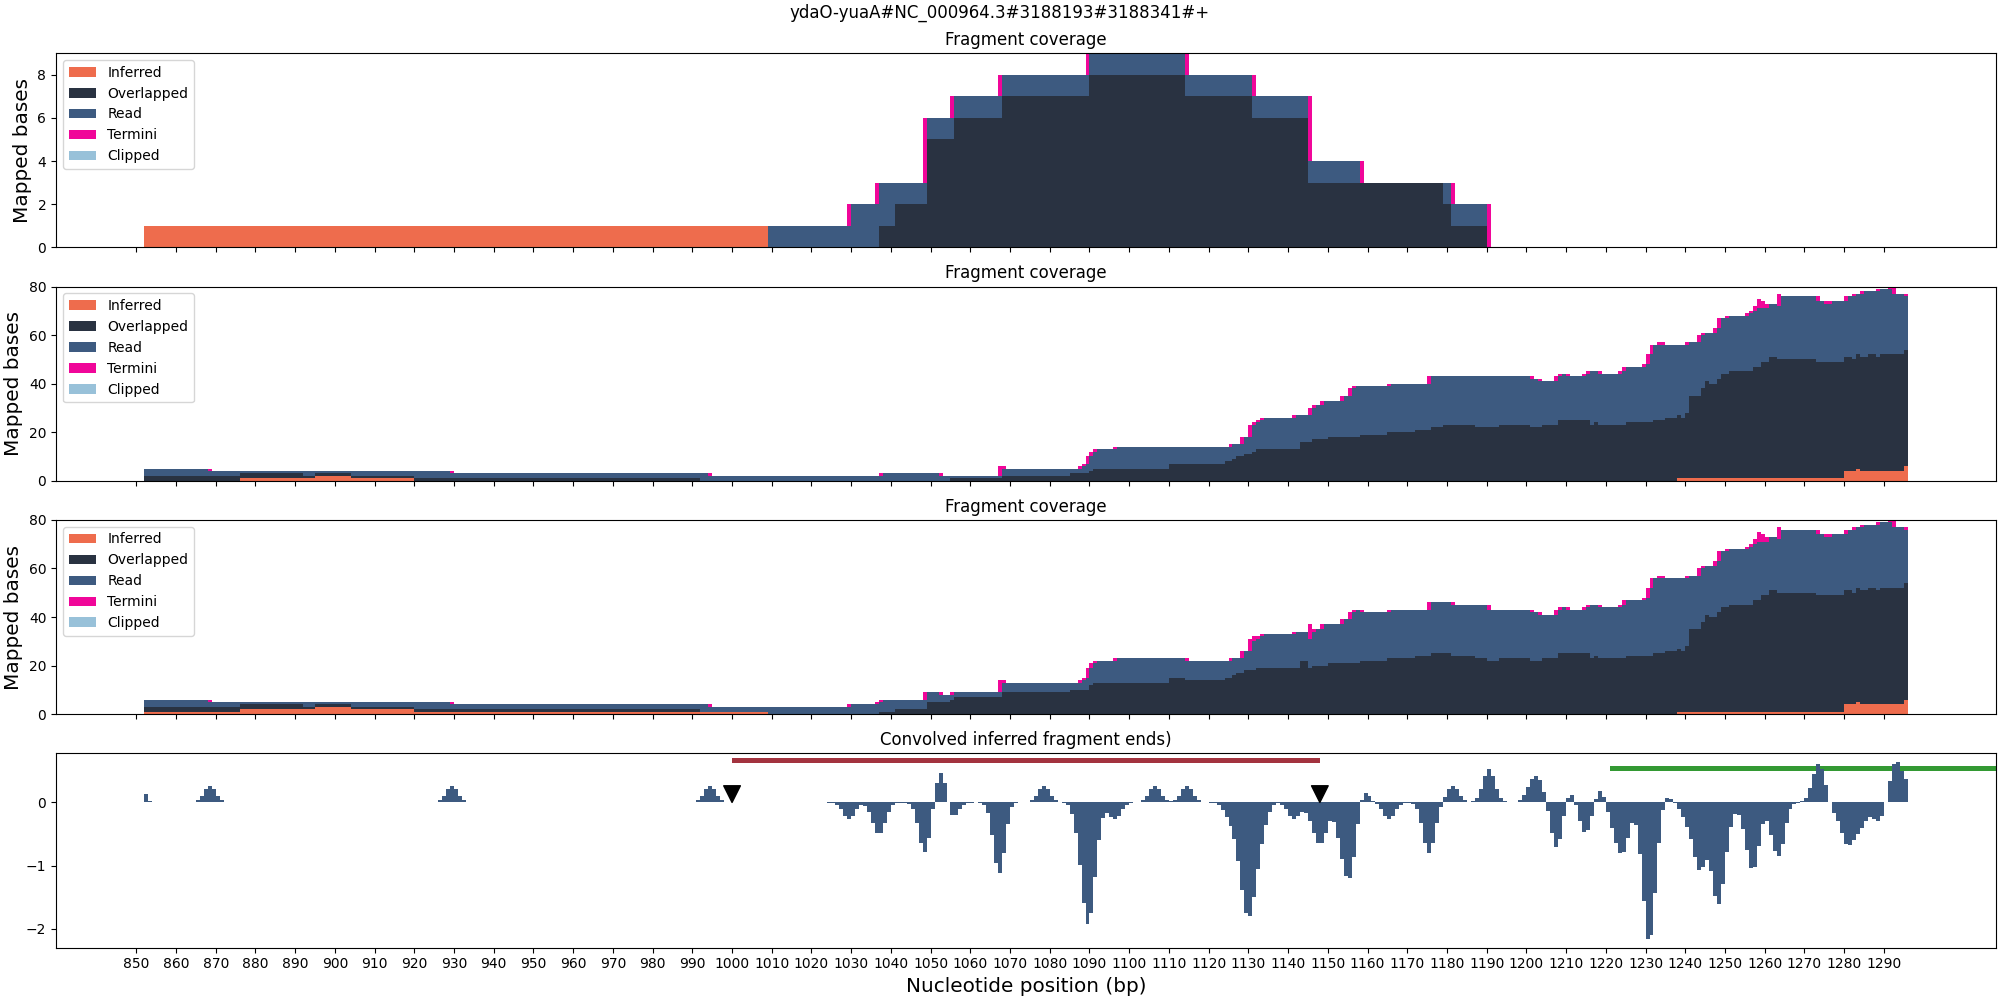 ydaO-yuaA#NC_000964.3#3188193#3188341#+
Fragment coverage
Mapped bases
8
6
4
2
0
Inferred
Overlapped
Read
Termini
Clipped
Fragment coverage
Mapped bases
80
60
40
20
0
Inferred
Overlapped
Read
Termini
Clipped
Fragment coverage
Mapped bases
80
60
40
20
0
Inferred
Overlapped
Read
Termini
Clipped
Convolved inferred fragment ends)
0
−1
−2
850 860 870 880 890 900 910 920 930 940 950 960 970 980 990 1000 1010 1020 1030 1040 1050 1060 1070 1080 1090 1100 1110 1120 1130 1140 1150 1160 1170 1180 1190 1200 1210 1220 1230 1240 1250 1260 1270 1280 1290
Nucleotide position (bp)